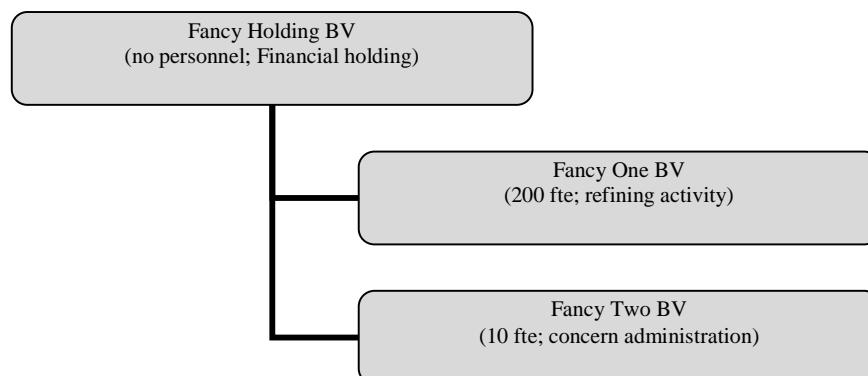 Fancy Holding BV
(no personnel; Financial holding)
Fancy One BV
(200 fte; refining activity)
Fancy Two BV
(10 fte; concern administration)